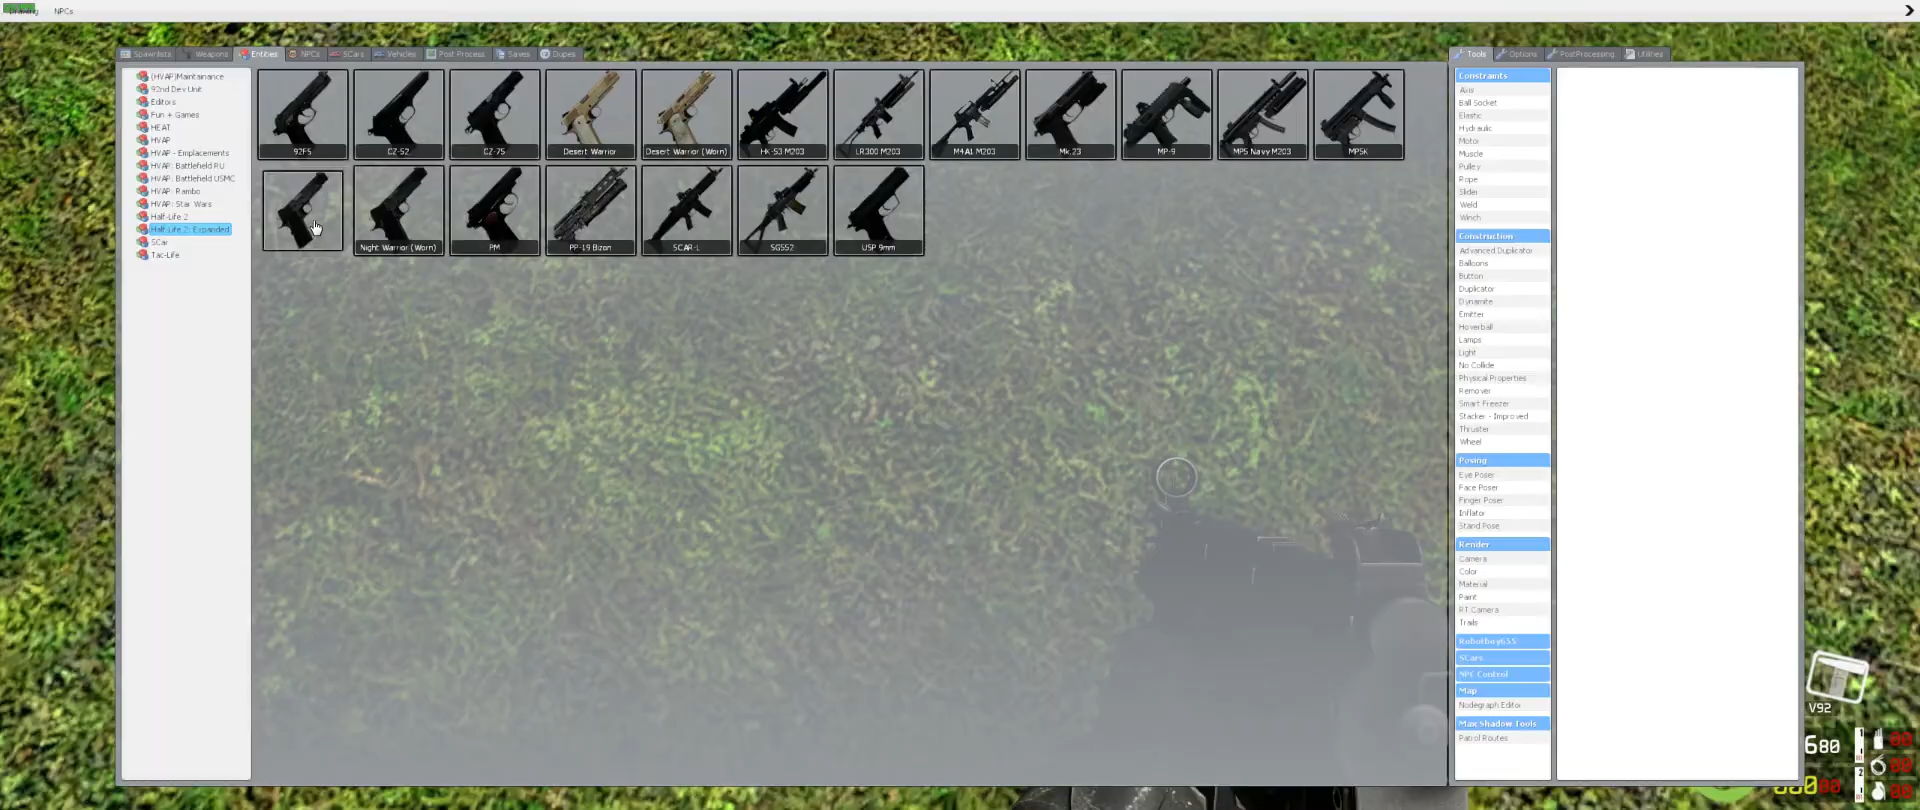 Drawing NPCs
Spawnlists Weapons Entities NPCs SCars Vehicles Post Process Saves Dupes
Tools Options PostProcessing Utilities
(HVAP)Maintainance
92nd Dev Unit
Editors
Fun + Games
HEAT
HVAP
HVAP - Emplacements
HVAP: Battlefield RU
HVAP: Battlefield USMC
HVAP: Rambo
HVAP: Star Wars
Half-Life 2
Half-Life 2: Expanded
SCar
Tac-Life
92FS CZ-52 CZ-75 Desert Warrior Desert Warrior (Worn) HK-53 M203 LR300 M203 M4A1 M203 Mk.23 MP-9 MP5 Navy M203 MP5K
Night Warrior (Worn) PM PP-19 Bizon SCAR-L SG552 USP 9mm
Constraints
Axis
Ball Socket
Elastic
Hydraulic
Motor
Muscle
Pulley
Rope
Slider
Weld
Winch
Construction
Advanced Duplicator
Balloons
Button
Duplicator
Dynamite
Emitter
Hoverball
Lamps
Light
No Collide
Physical Properties
Remover
Smart Freezer
Stacker - Improved
Thruster
Wheel
Posing
Eye Poser
Face Poser
Finger Poser
Inflator
Stand Pose
Render
Camera
Color
Material
Paint
RT Camera
Trails
Robotboy655
SCars
NPC Control
Map
Nodegraph Editor
Max Shadow Tools
Patrol Routes
V92
680